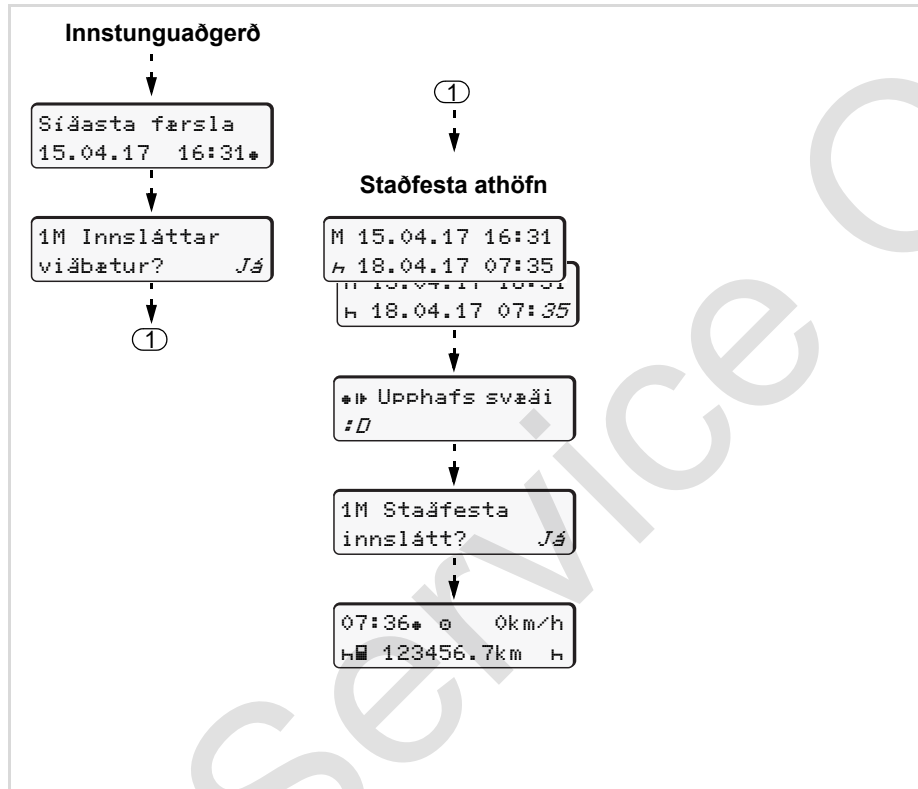 Innstunguaðgerð
Síðasta færsla
15.04.17 16:31
1M Innsláttar
viðbætur? Já
1
1
Staðfesta athöfn
M 15.04.17 16:31
18.04.17 07:35
18.04.17 07:35
Upphafs svæði
:D
1M Staðfesta
innslátt? Já
07:36 0km/h
123456.7km
Service